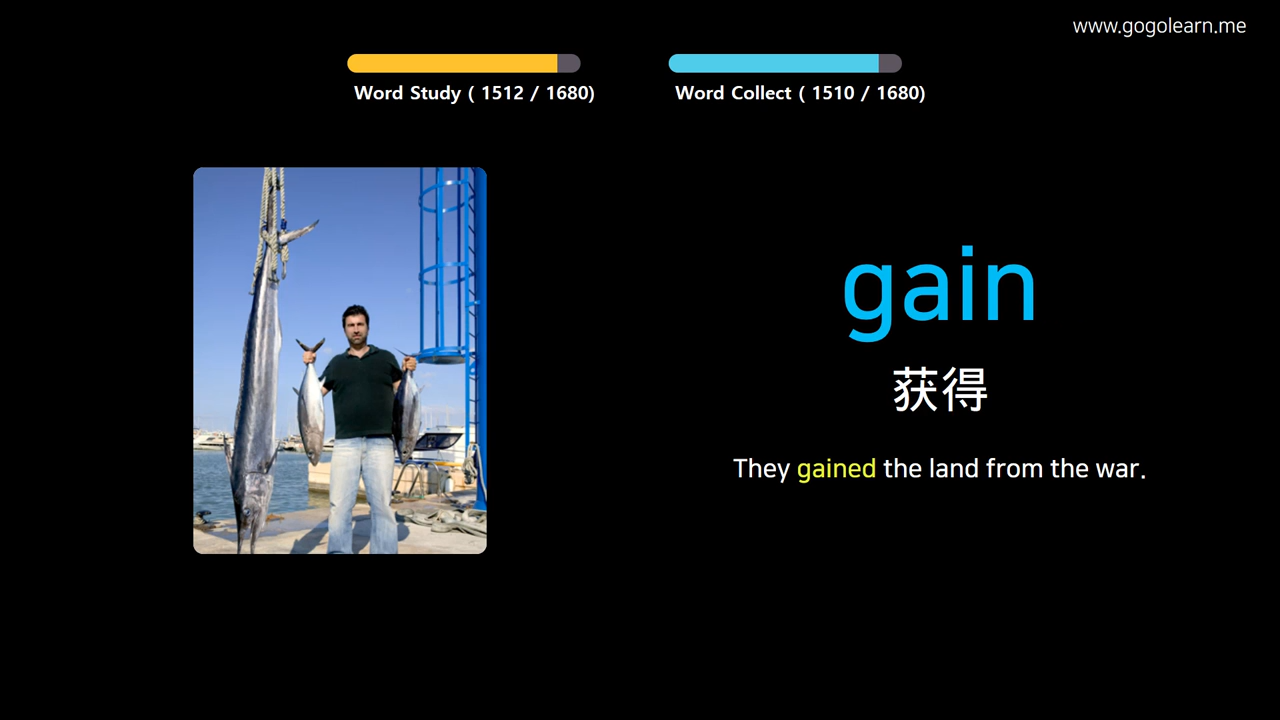 www.gogolearn.me
Word Study ( 1512 / 1680)
Word Collect ( 1510 / 1680)
gain
获得
They gained the land from the war.